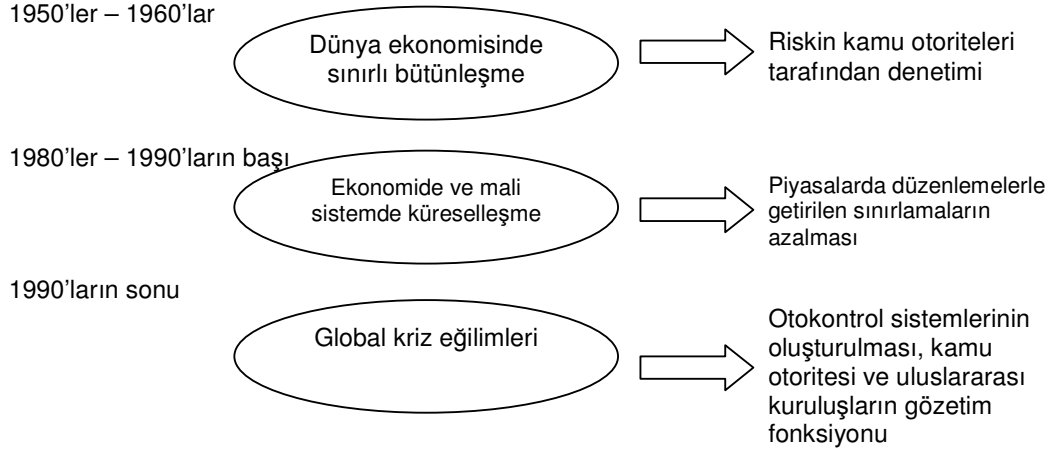 1950’ler – 1960’lar
Dünya ekonomisinde
sınırlı bütünleşme
Riskin kamu otoriteleri
tarafından denetimi
1980’ler – 1990’ların başı
Ekonomide ve mali
sistemde küreselleşme
Piyasalarda düzenlemelerle
getirilen sınırlamaların
azalması
1990’ların sonu
Global kriz eğilimleri
Otokontrol sistemlerinin
oluşturulması, kamu
otoritesi ve uluslararası
kuruluşların gözetim
fonksiyonu